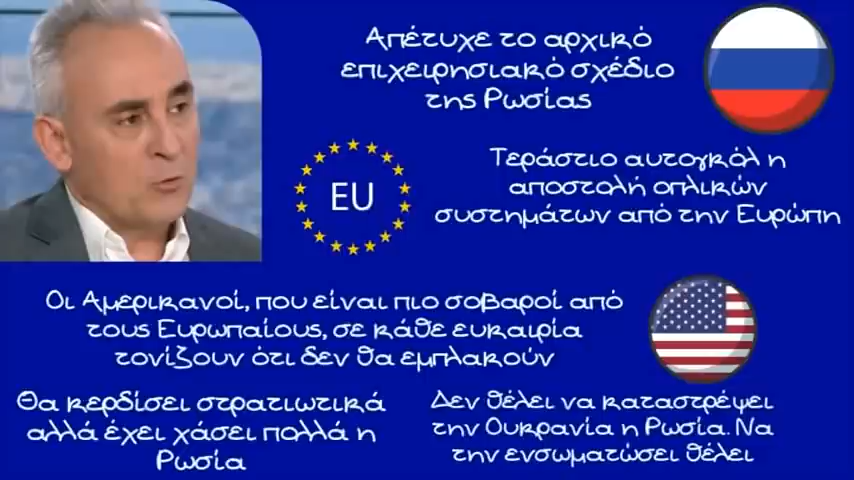 Απέτυχε το αρχικό
επιχειρησιακό σχέδιο
της Ρωσίας
EU
Τεράστιο αυτογκόλ η
αποστολή οπλικών
συστημάτων από την Ευρώπη
Οι Αμερικανοί, που είναι πιο σοβαροί από
τους Ευρωπαίους, σε κάθε ευκαιρία
τονίζουν ότι δεν θα εμπλακούν
Θα κερδίσει στρατιωτικά
αλλά έχει χάσει πολλά η
Ρωσία
Δεν θέλει να καταστρέψει
την Ουκρανία η Ρωσία. Να
την ενσωματώσει θέλει